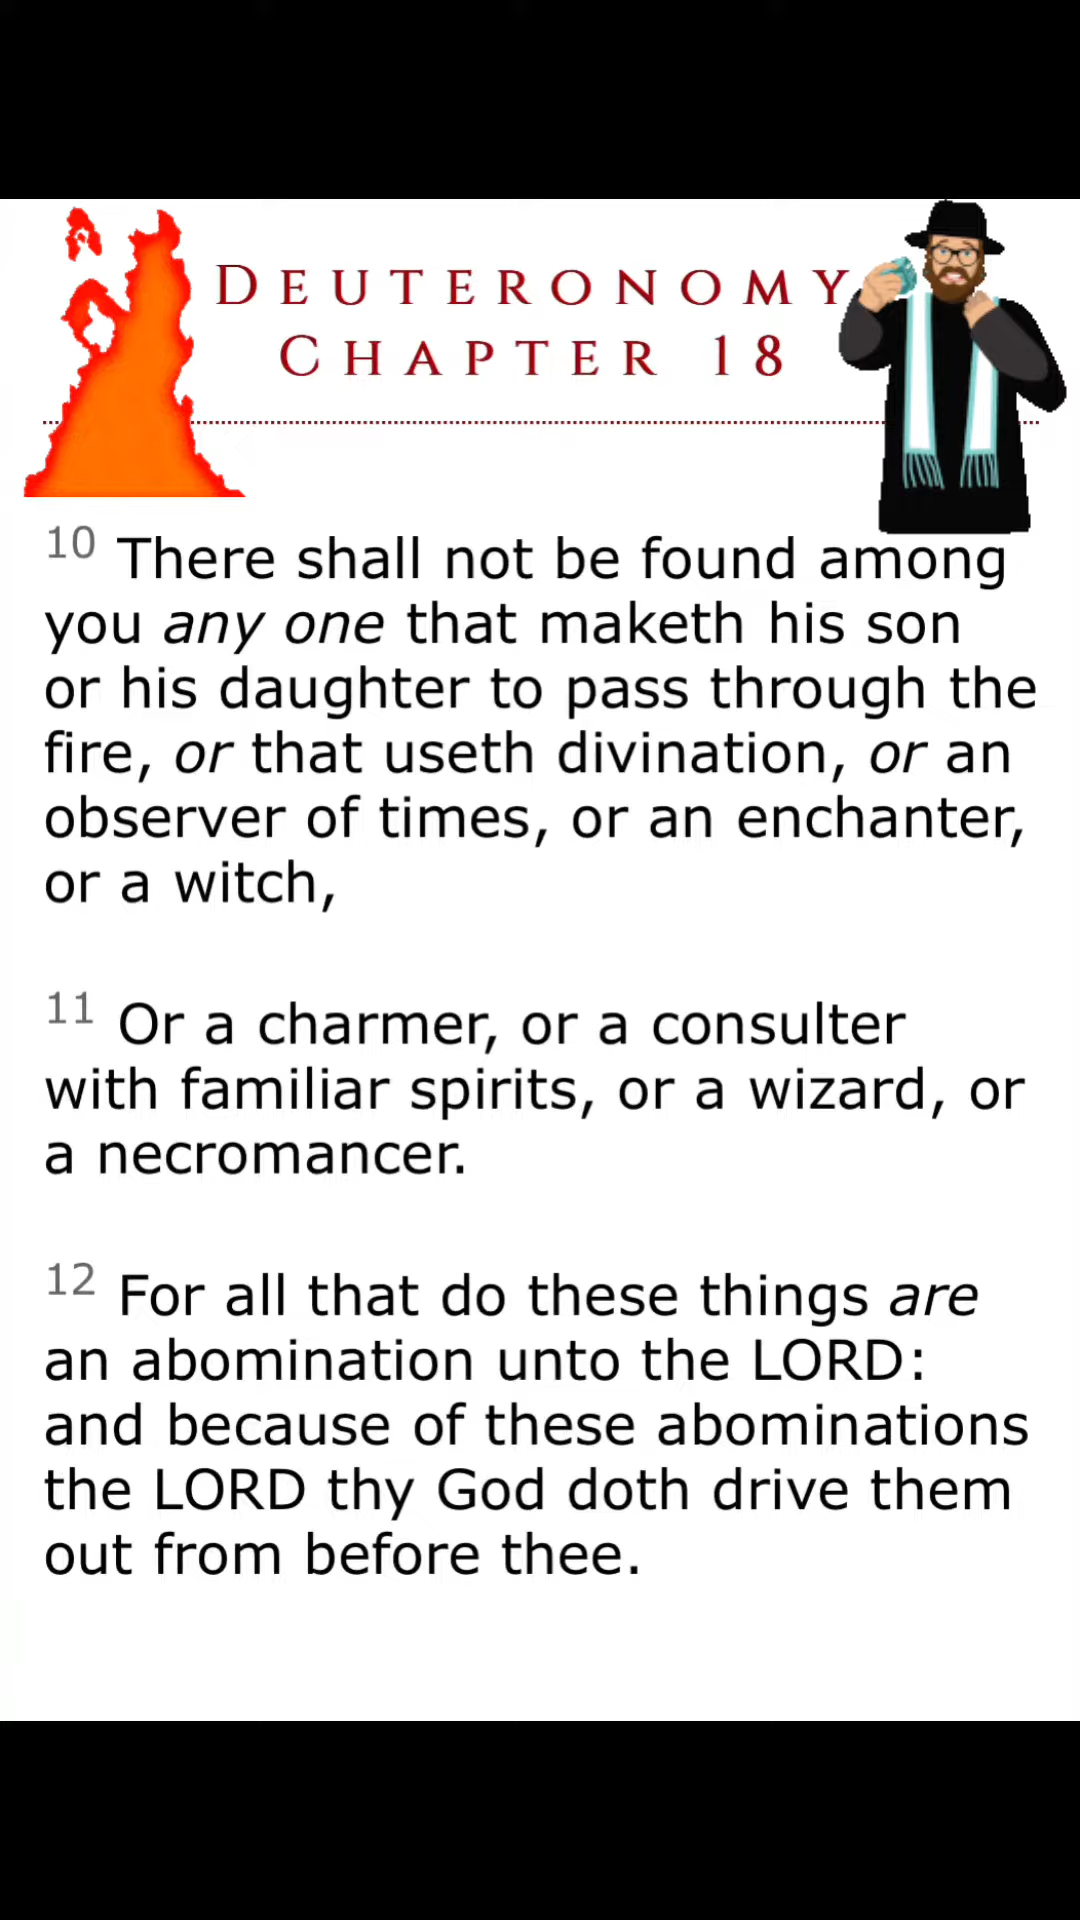 DEUTERONOMY
CHAPTER 18
10 There shall not be found among
you any one that maketh his son
or his daughter to pass through the
fire, or that useth divination, or an
observer of times, or an enchanter,
or a witch,
11 Or a charmer, or a consulter
with familiar spirits, or a wizard, or
a necromancer.
12 For all that do these things are
an abomination unto the LORD:
and because of these abominations
the LORD thy God doth drive them
out from before thee.